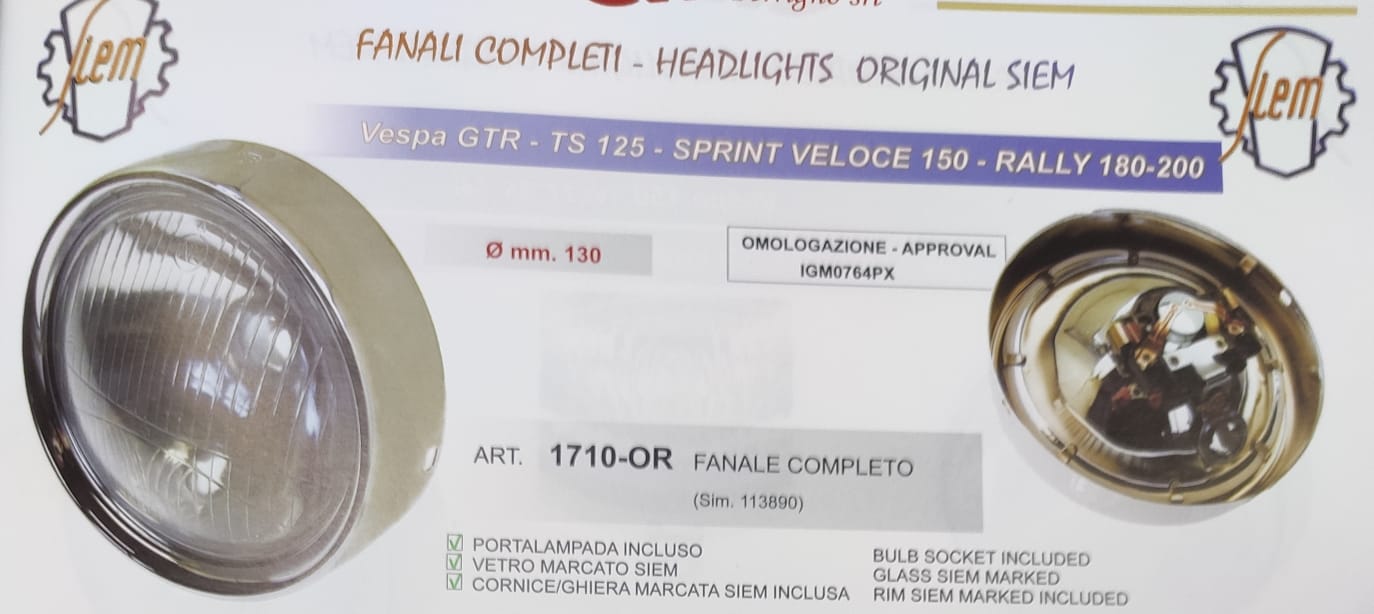 Siem
FANALI COMPLETI - HEADLIGHTS ORIGINAL SIEM
Siem
Vespa GTR - TS 125 - SPRINT VELOCE 150 - RALLY 180-200
Ø mm. 130
OMOLOGAZIONE - APPROVAL
IGM0764PX
ART. 1710-OR FANALE COMPLETO
(Sim. 113890)
PORTALAMPADA INCLUSO
VETRO MARCATO SIEM
CORNICE/GHIERA MARCATA SIEM INCLUSA
BULB SOCKET INCLUDED
GLASS SIEM MARKED
RIM SIEM MARKED INCLUDED